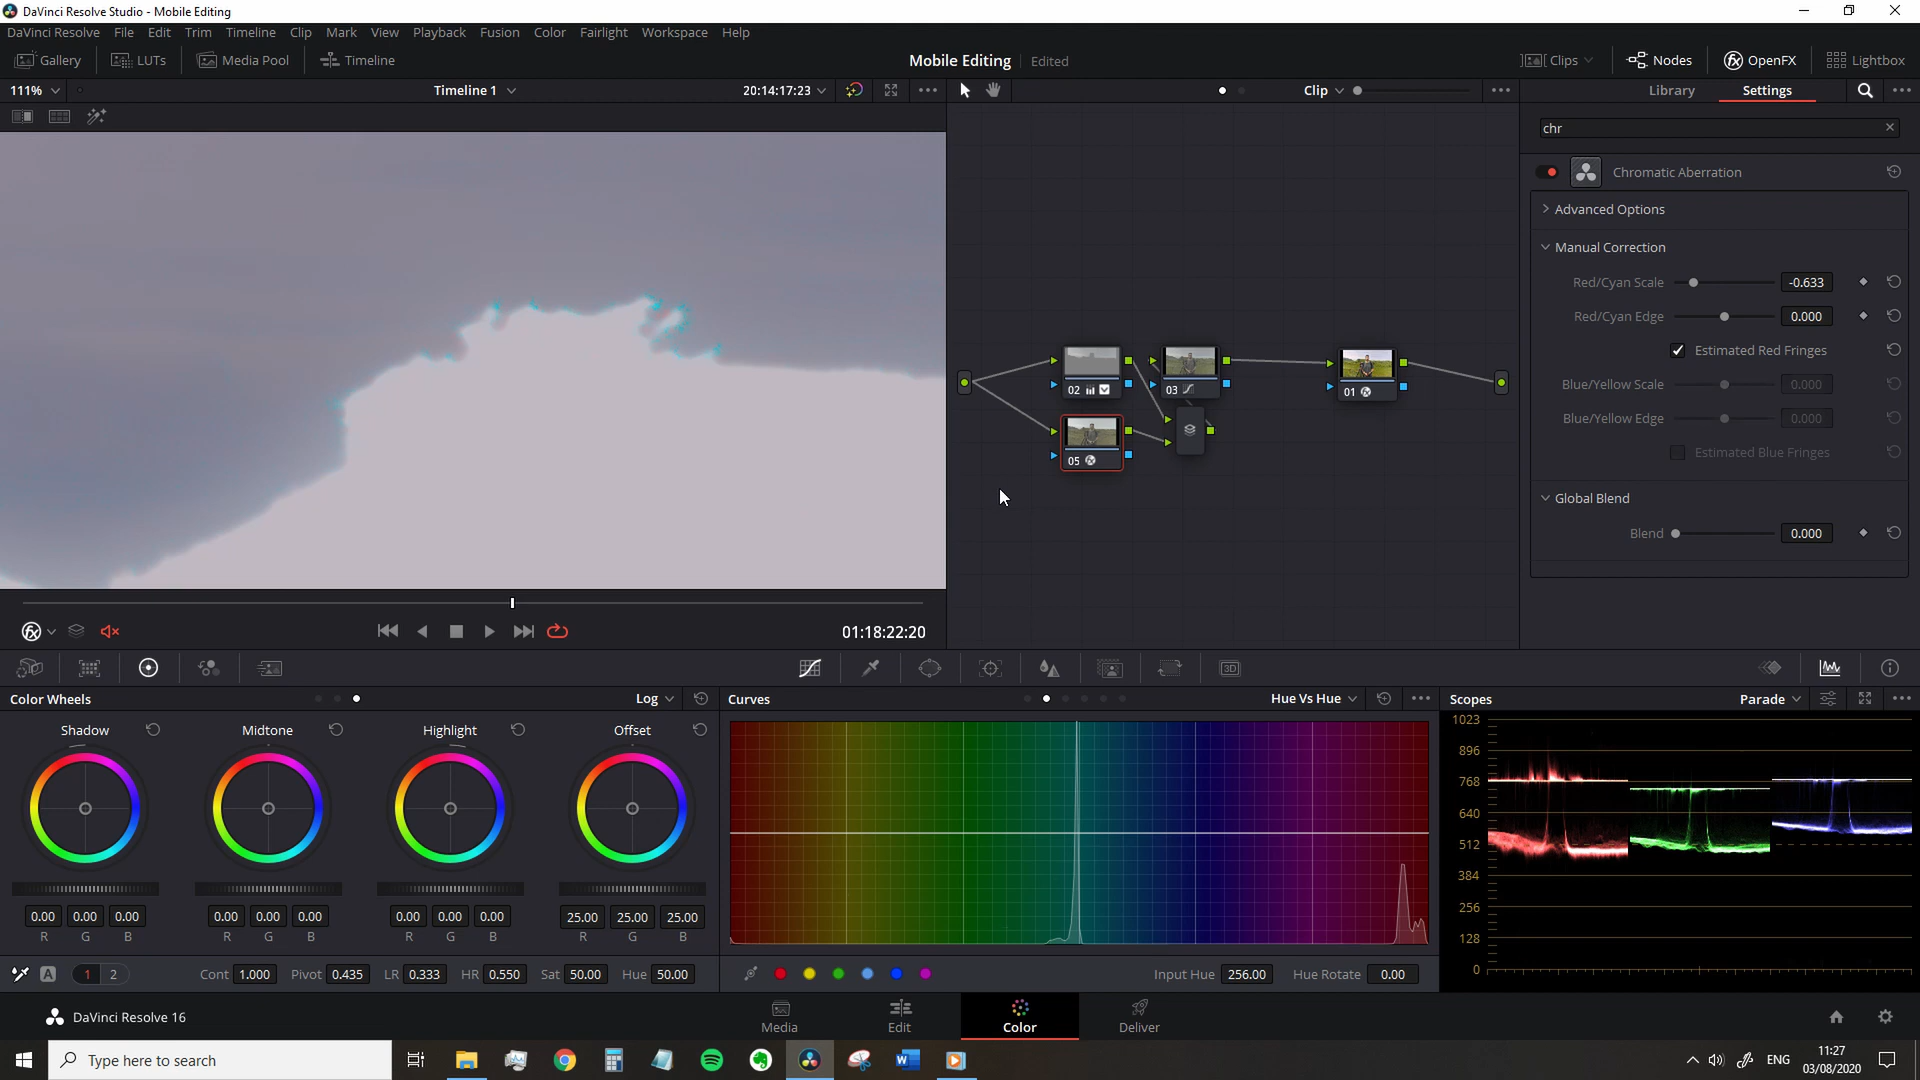 DaVinci Resolve Studio - Mobile Editing
DaVinci Resolve File Edit Trim Timeline Clip Mark View Playback Fusion Color Fairlight Workspace Help
Gallery LUTs Media Pool Timeline Mobile Editing Edited Clips Nodes OpenFX Lightbox
111% Timeline 1 20:14:17:23 Clip Library Settings
chr
Chromatic Aberration
Advanced Options
Manual Correction
Red/Cyan Scale -0.633
Red/Cyan Edge 0.000
Estimated Red Fringes
Blue/Yellow Scale 0.000
Blue/Yellow Edge 0.000
Estimated Blue Fringes
Global Blend
Blend 0.000
02 03 01
05
01:18:22:20
3D
Color Wheels Log Curves Hue Vs Hue Scopes Parade
Shadow Midtone Highlight Offset
1023
896
768
640
512
384
256
128
0
0.00 0.00 0.00 0.00 0.00 0.00 0.00 0.00 0.00 25.00 25.00 25.00
R G B R G B R G B R G B
A 1 2 Cont 1.000 Pivot 0.435 LR 0.333 HR 0.550 Sat 50.00 Hue 50.00 Input Hue 256.00 Hue Rotate 0.00
DaVinci Resolve 16 Media Edit Color Deliver
Type here to search
ENG
11:27
03/08/2020